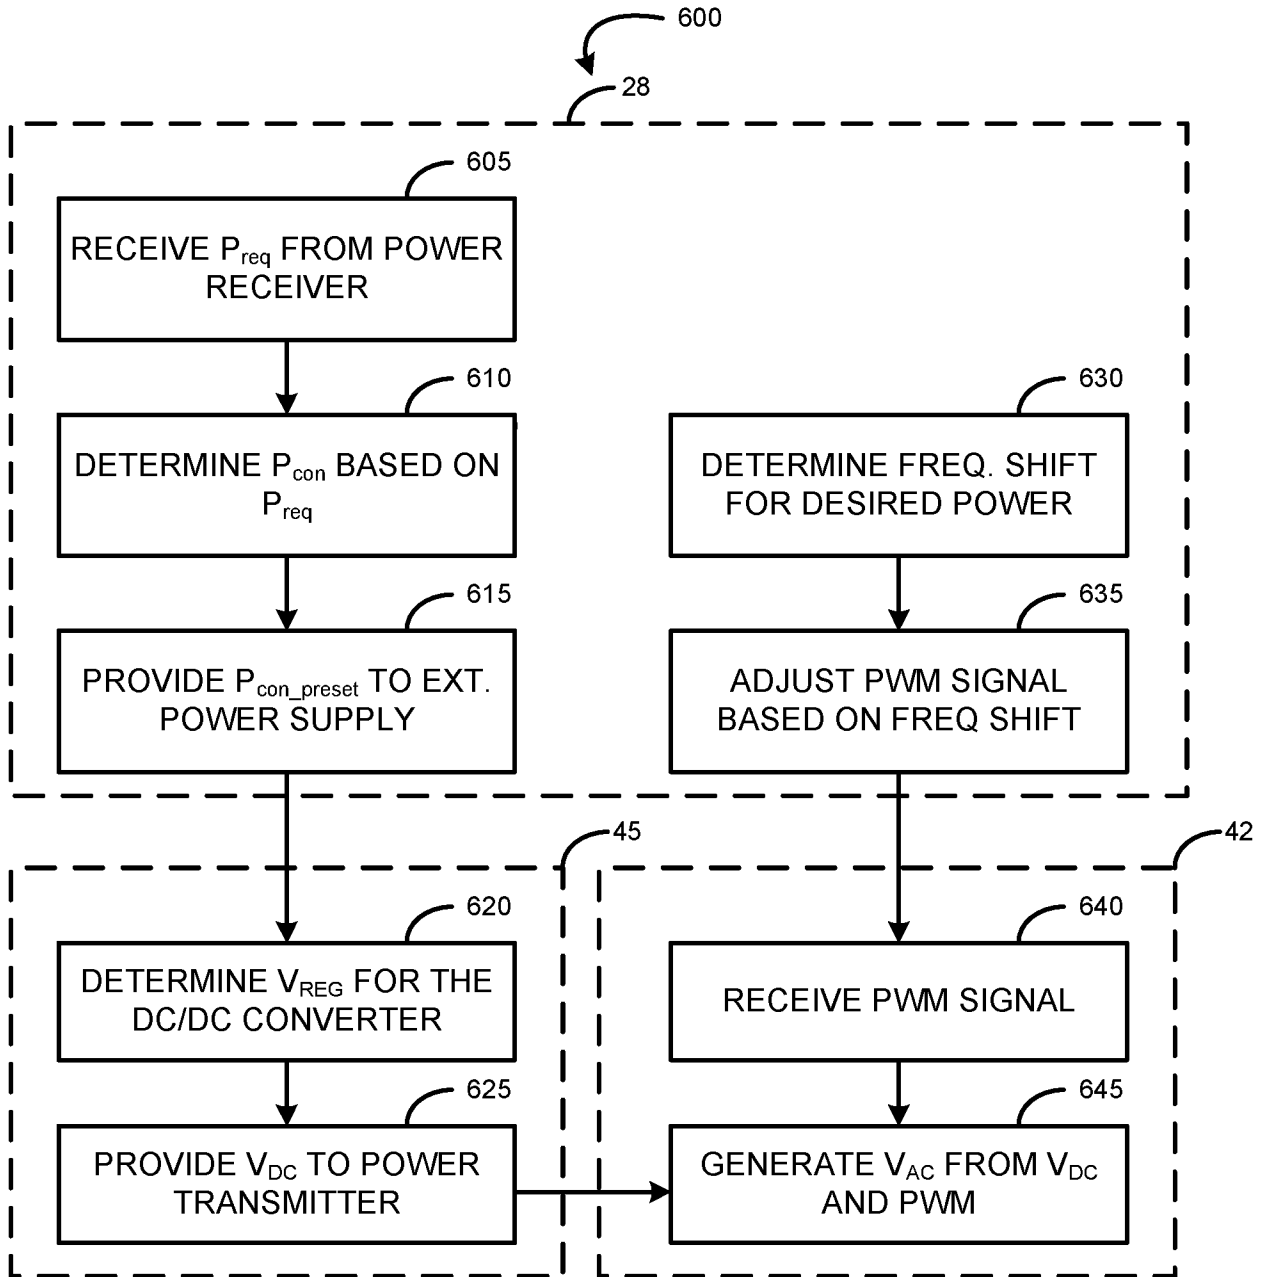 600
28
605
RECEIVE Preq FROM POWER
RECEIVER
610
DETERMINE Pcon BASED ON
Preq
615
PROVIDE Pcon_preset TO EXT.
POWER SUPPLY
630
DETERMINE FREQ. SHIFT
FOR DESIRED POWER
635
ADJUST PWM SIGNAL
BASED ON FREQ SHIFT
45
620
DETERMINE VREG FOR THE
DC/DC CONVERTER
625
PROVIDE VDC TO POWER
TRANSMITTER
42
640
RECEIVE PWM SIGNAL
645
GENERATE VAC FROM VDC
AND PWM